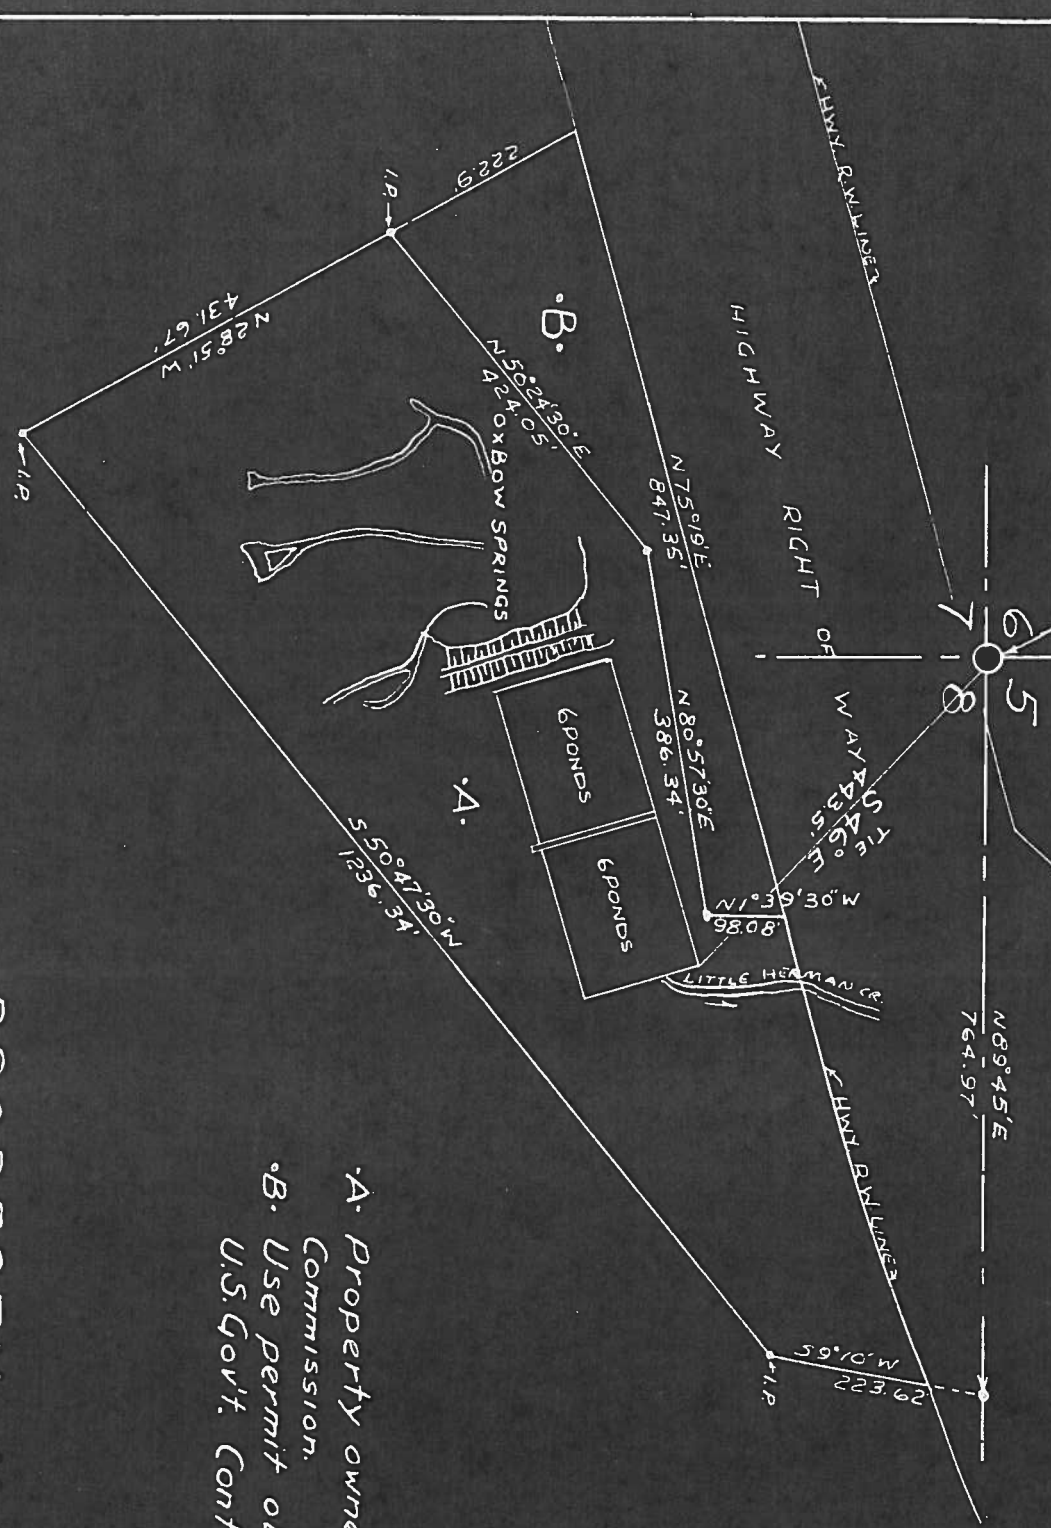 HWY. R.W. LINE
222.9'
I.P.
N 28°51' W
431.67'
I.P.
·B·
N 50°24'30" E
424.05'
OXBOW SPRINGS
HIGHWAY RIGHT OF WAY
N 75°19' E
847.35'
6
5
7
8
TIE
S 46° E
443.5'
N 80°57'30" E
386.34'
N 1°39'30" W
98.08'
6 PONDS
6 PONDS
·A·
LITTLE HERMAN CR.
S 50°47'30" W
1236.34'
N 89°45' E
764.97'
HWY. R.W. LINE
S 9°10' W
223.62'
I.P.
·A· Property
Commission.
·B· Use permit
U.S. Gov't.